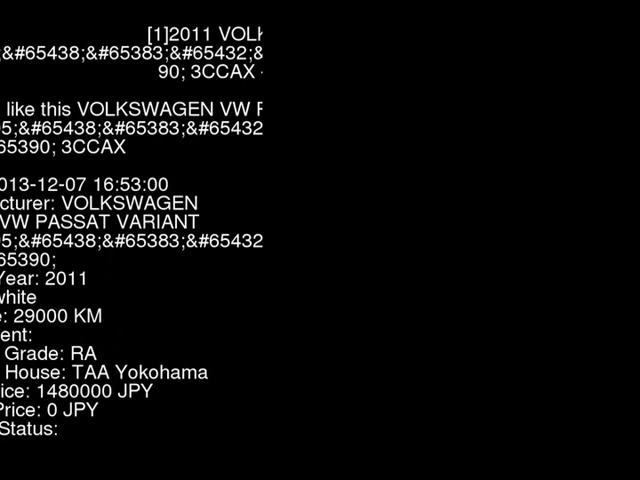 [1]2011 VOLK
;&#65438;&#65383;&#65432;&
90; 3CCAX -
like this VOLKSWAGEN VW P
5;&#65438;&#65383;&#65432
65390; 3CCAX
013-12-07 16:53:00
cturer: VOLKSWAGEN
VW PASSAT VARIANT
5;&#65438;&#65383;&#65432
65390;
Year: 2011
white
e: 29000 KM
ent:
Grade: RA
House: TAA Yokohama
ice: 1480000 JPY
Price: 0 JPY
Status: